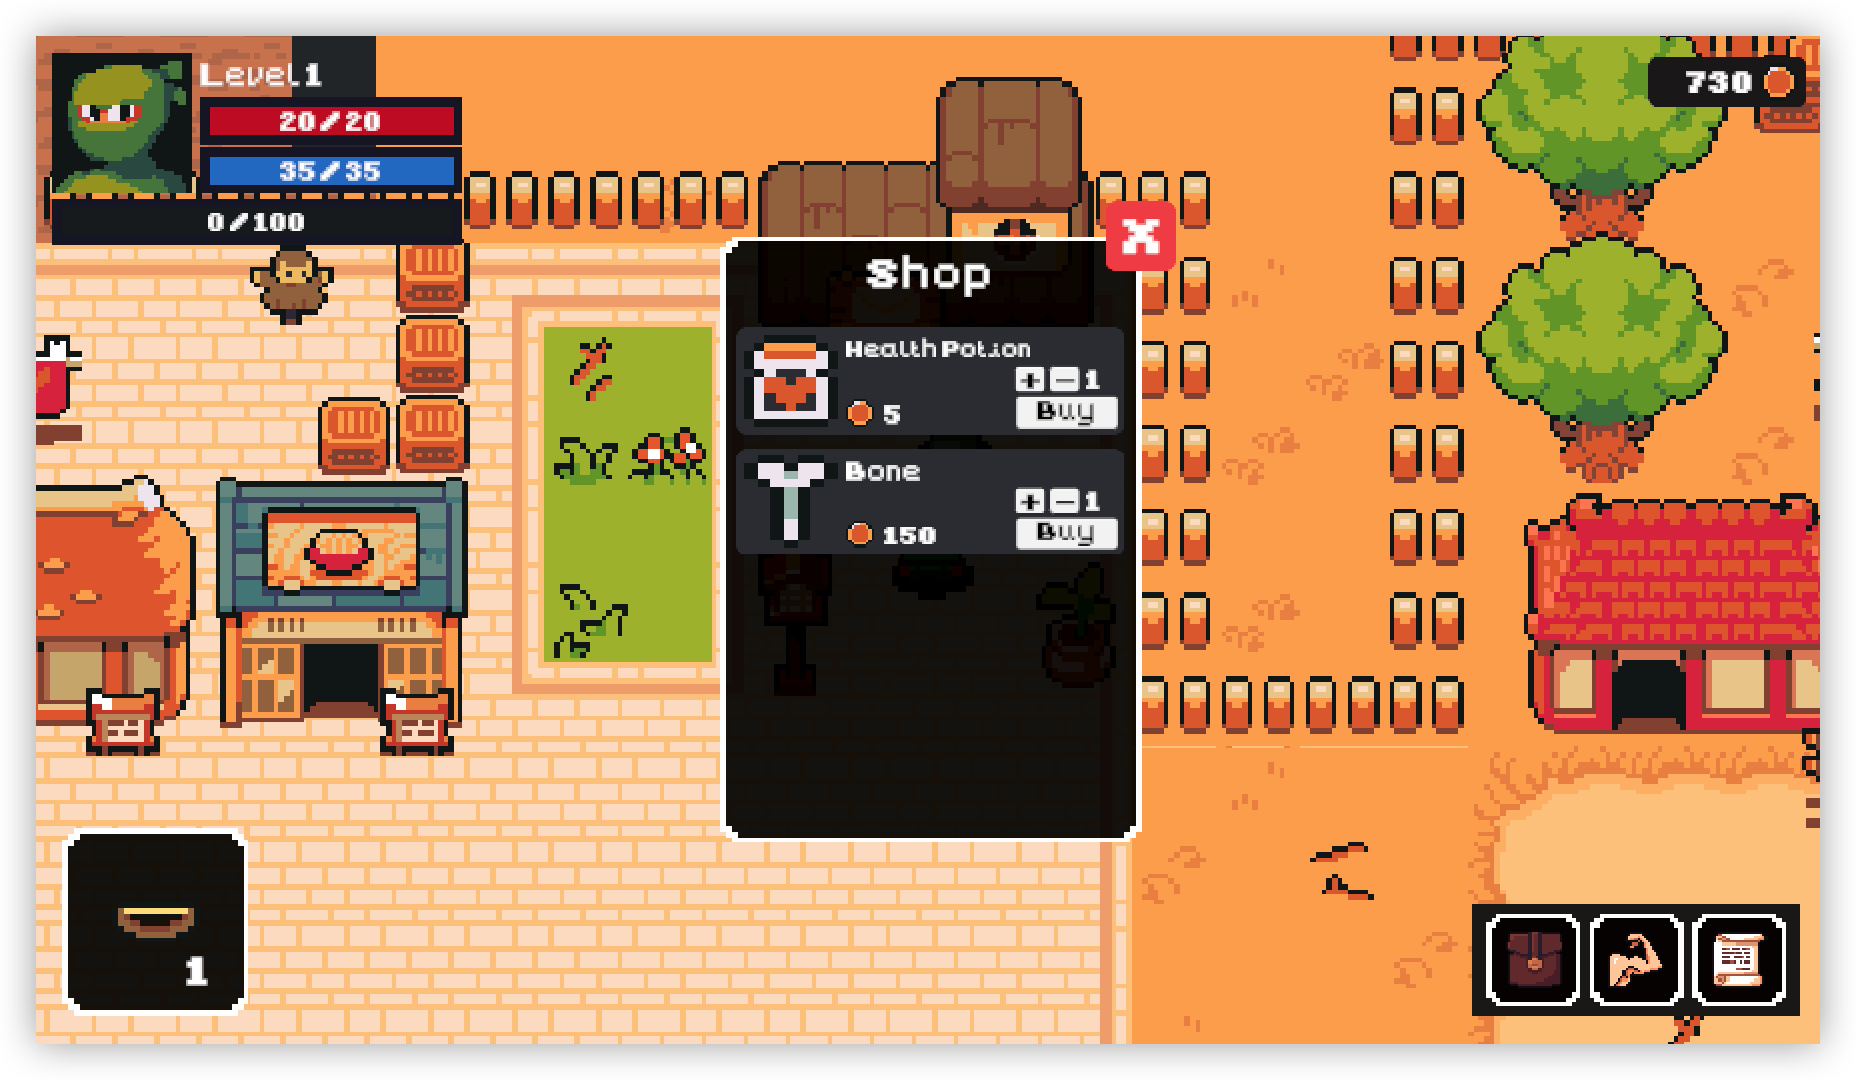 Level 1
20/20
35/35
0/100
730
Shop
Health Potion
+ - 1
5
Buy
Bone
+ - 1
150
Buy
1